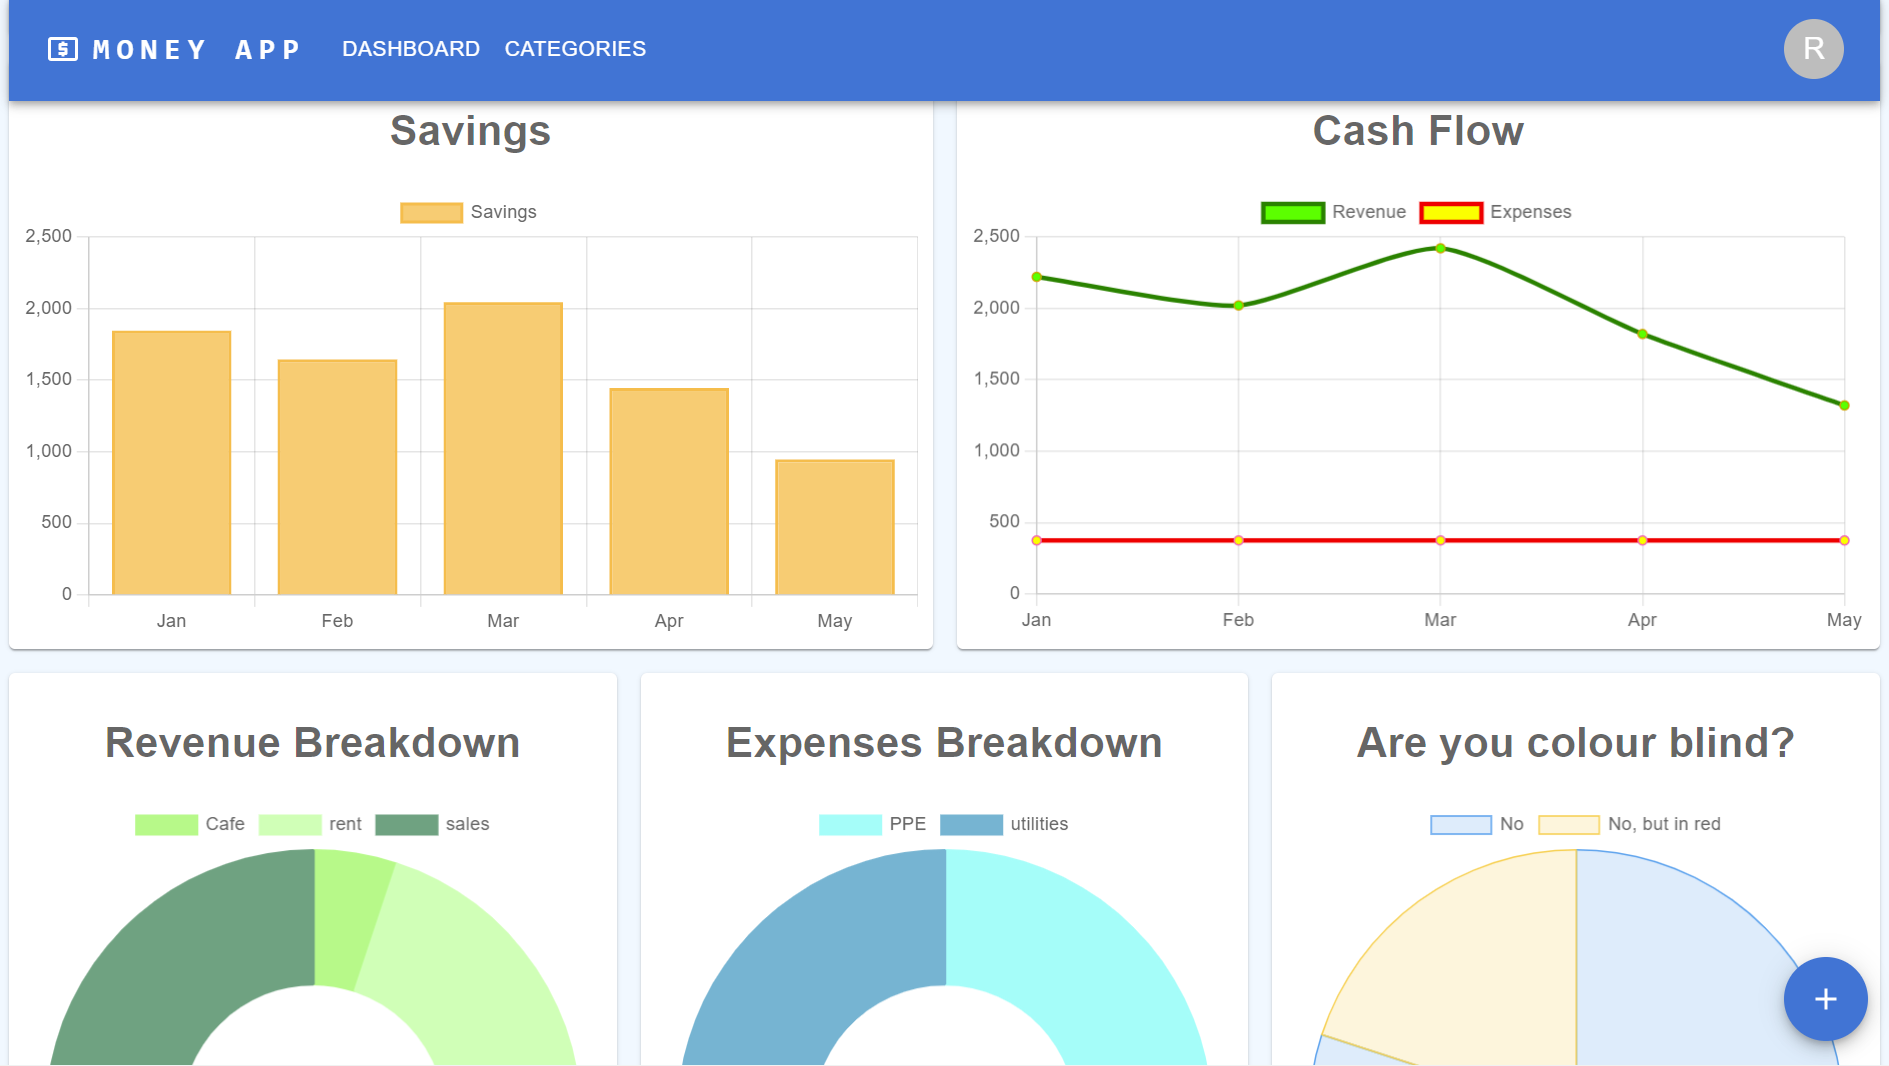 MONEY APP DASHBOARD CATEGORIES R
Savings
Savings
2,500
2,000
1,500
1,000
500
0
Jan Feb Mar Apr May
Cash Flow
Revenue Expenses
2,500
2,000
1,500
1,000
500
0
Jan Feb Mar Apr May
Revenue Breakdown
Cafe rent sales
Expenses Breakdown
PPE utilities
Are you colour blind?
No No, but in red
+